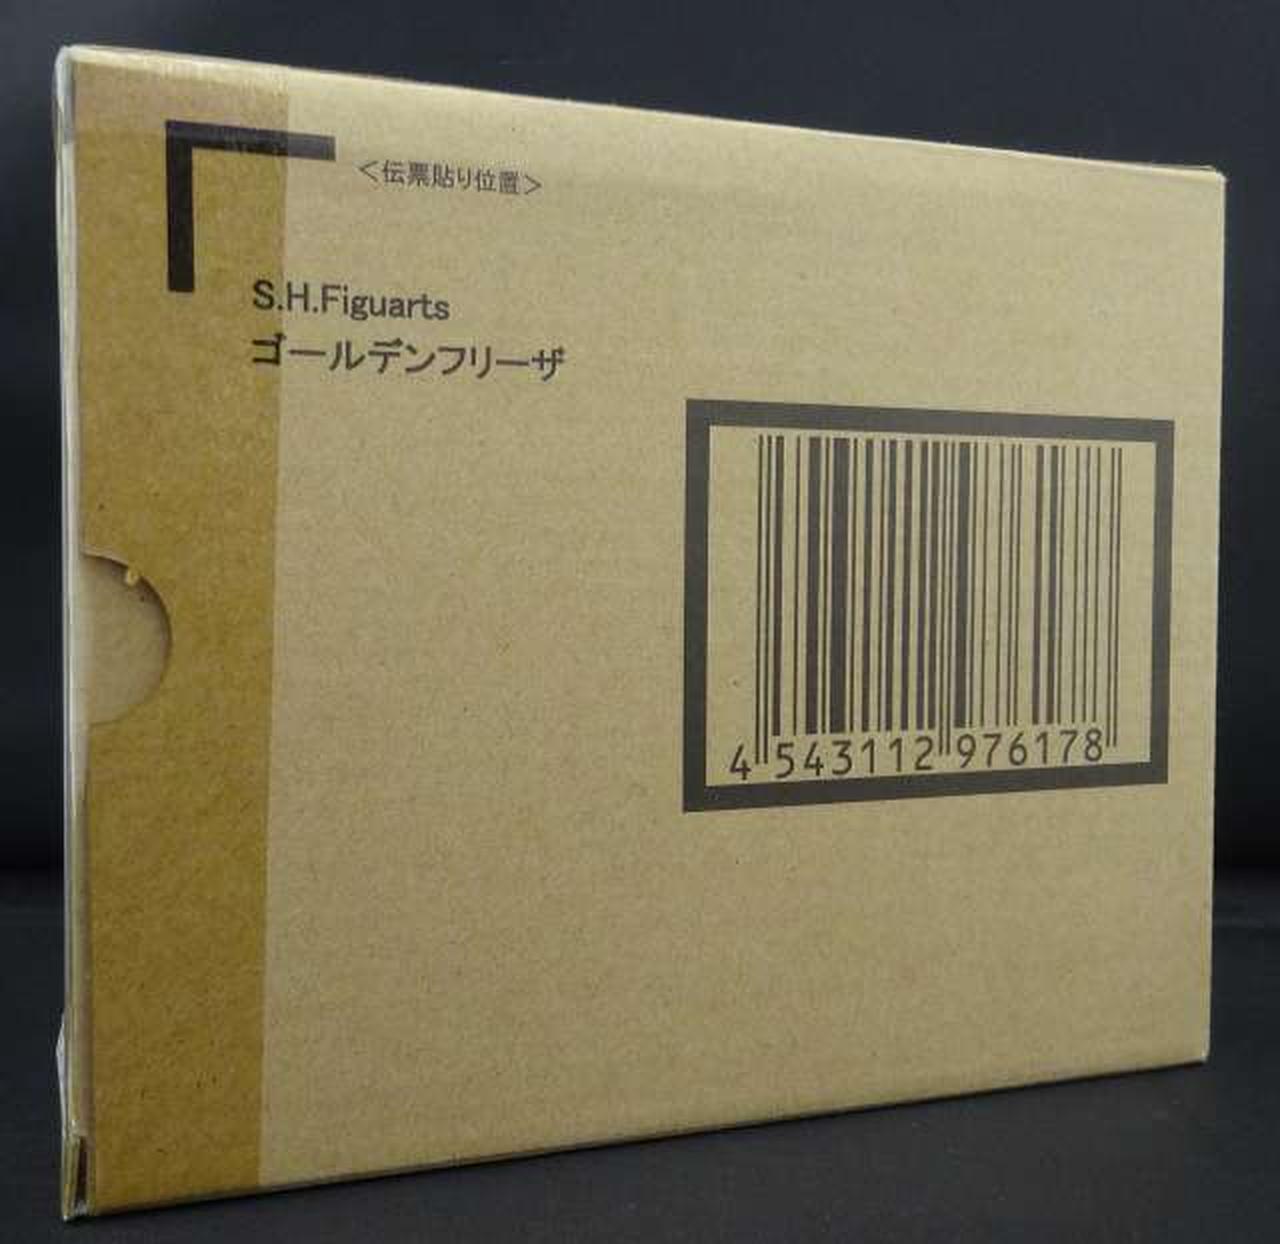 <伝票貼り位置>
S.H.Figuarts
ゴールデンフリーザ
4 543112 976178